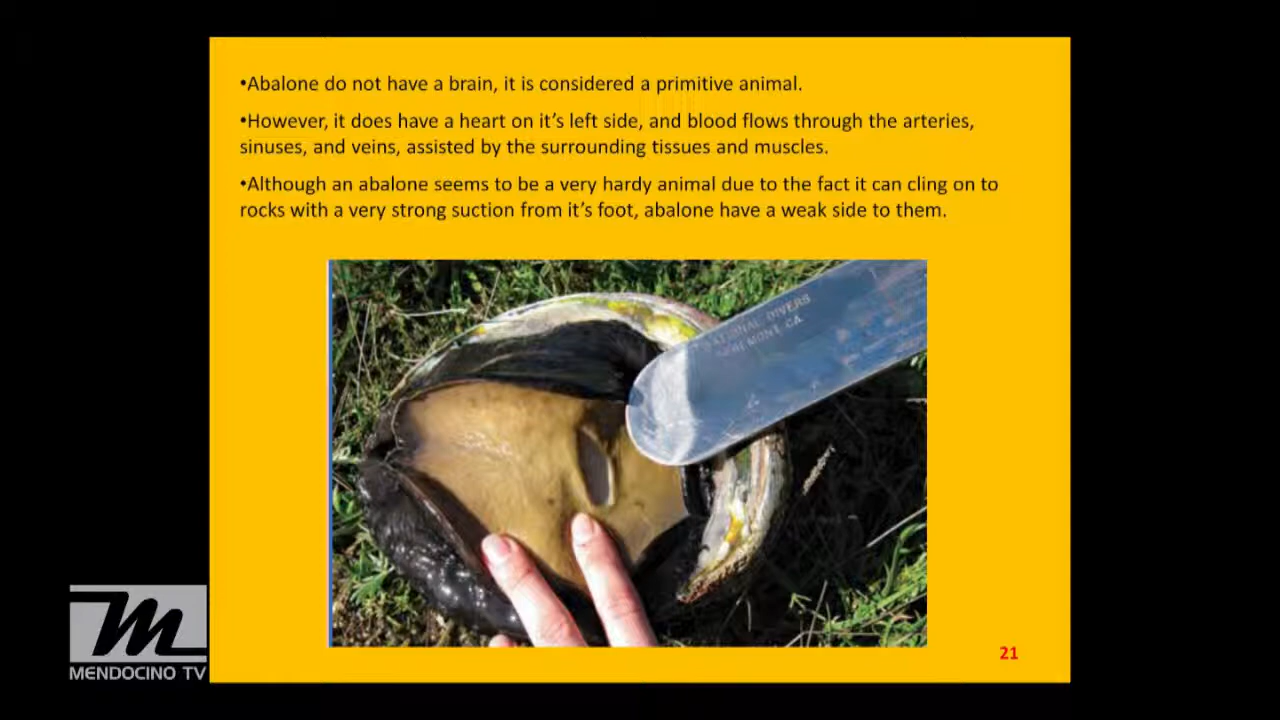 •Abalone do not have a brain, it is considered a primitive animal.
•However, it does have a heart on it's left side, and blood flows through the arteries,
sinuses, and veins, assisted by the surrounding tissues and muscles.
•Although an abalone seems to be a very hardy animal due to the fact it can cling on to
rocks with a very strong suction from it's foot, abalone have a weak side to them.
NATIONAL DIVERS
MONT CA.
21
M
MENDOCINO TV